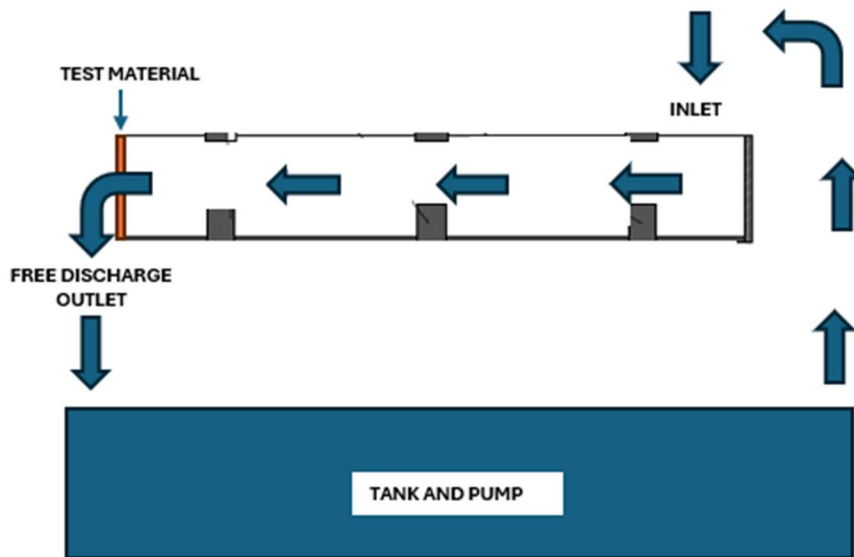 TEST MATERIAL
INLET
FREE DISCHARGE
OUTLET
TANK AND PUMP